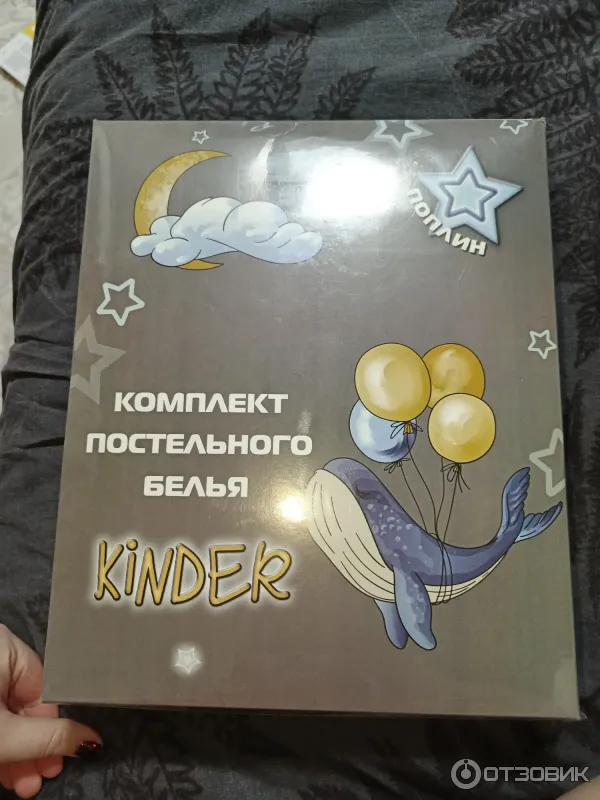 ПОПЛИН
КОМПЛЕКТ
ПОСТЕЛЬНОГО
БЕЛЬЯ
KiNDER
ОТЗОВИК